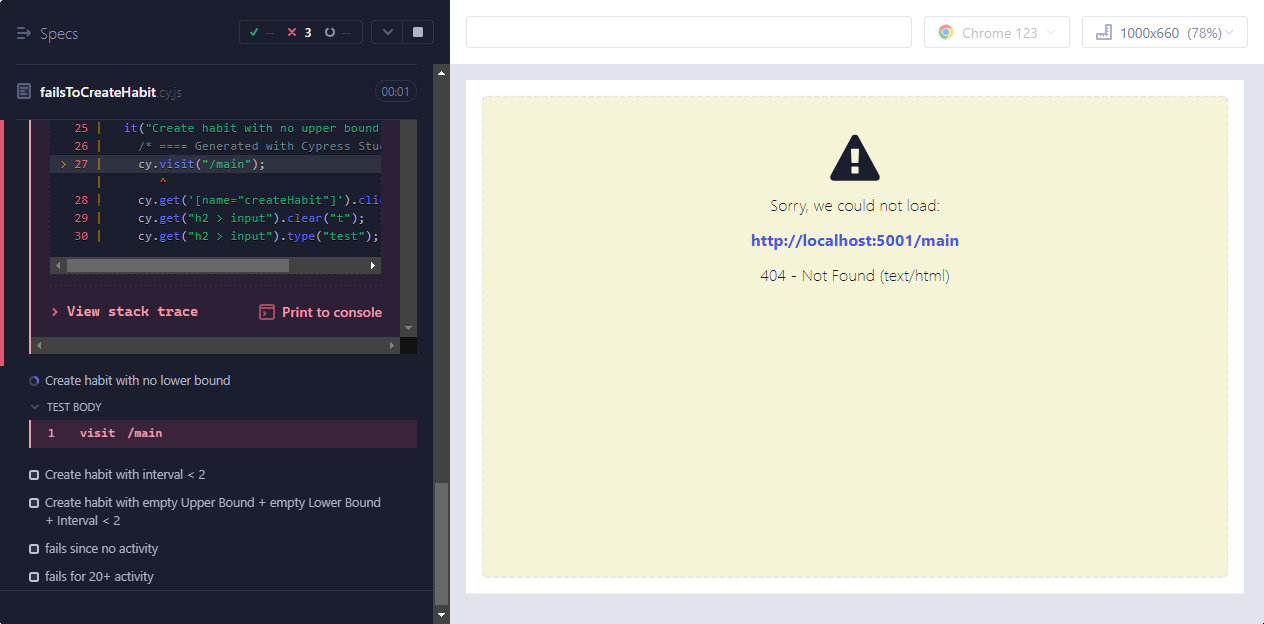 Specs
-- 3 --
failsToCreateHabit.cy.js 00:01
25 | it("Create habit with no upper bound
26 | /* ==== Generated with Cypress Stu
> 27 | cy.visit("/main");
| ^
28 | cy.get('[name="createHabit"]').cli
29 | cy.get("h2 > input").clear("t");
30 | cy.get("h2 > input").type("test");
> View stack trace Print to console
Create habit with no lower bound
TEST BODY
1 visit /main
Create habit with interval < 2
Create habit with empty Upper Bound + empty Lower Bound
+ Interval < 2
fails since no activity
fails for 20+ activity
Chrome 123
1000x660 (78%)
Sorry, we could not load:
http://localhost:5001/main
404 - Not Found (text/html)